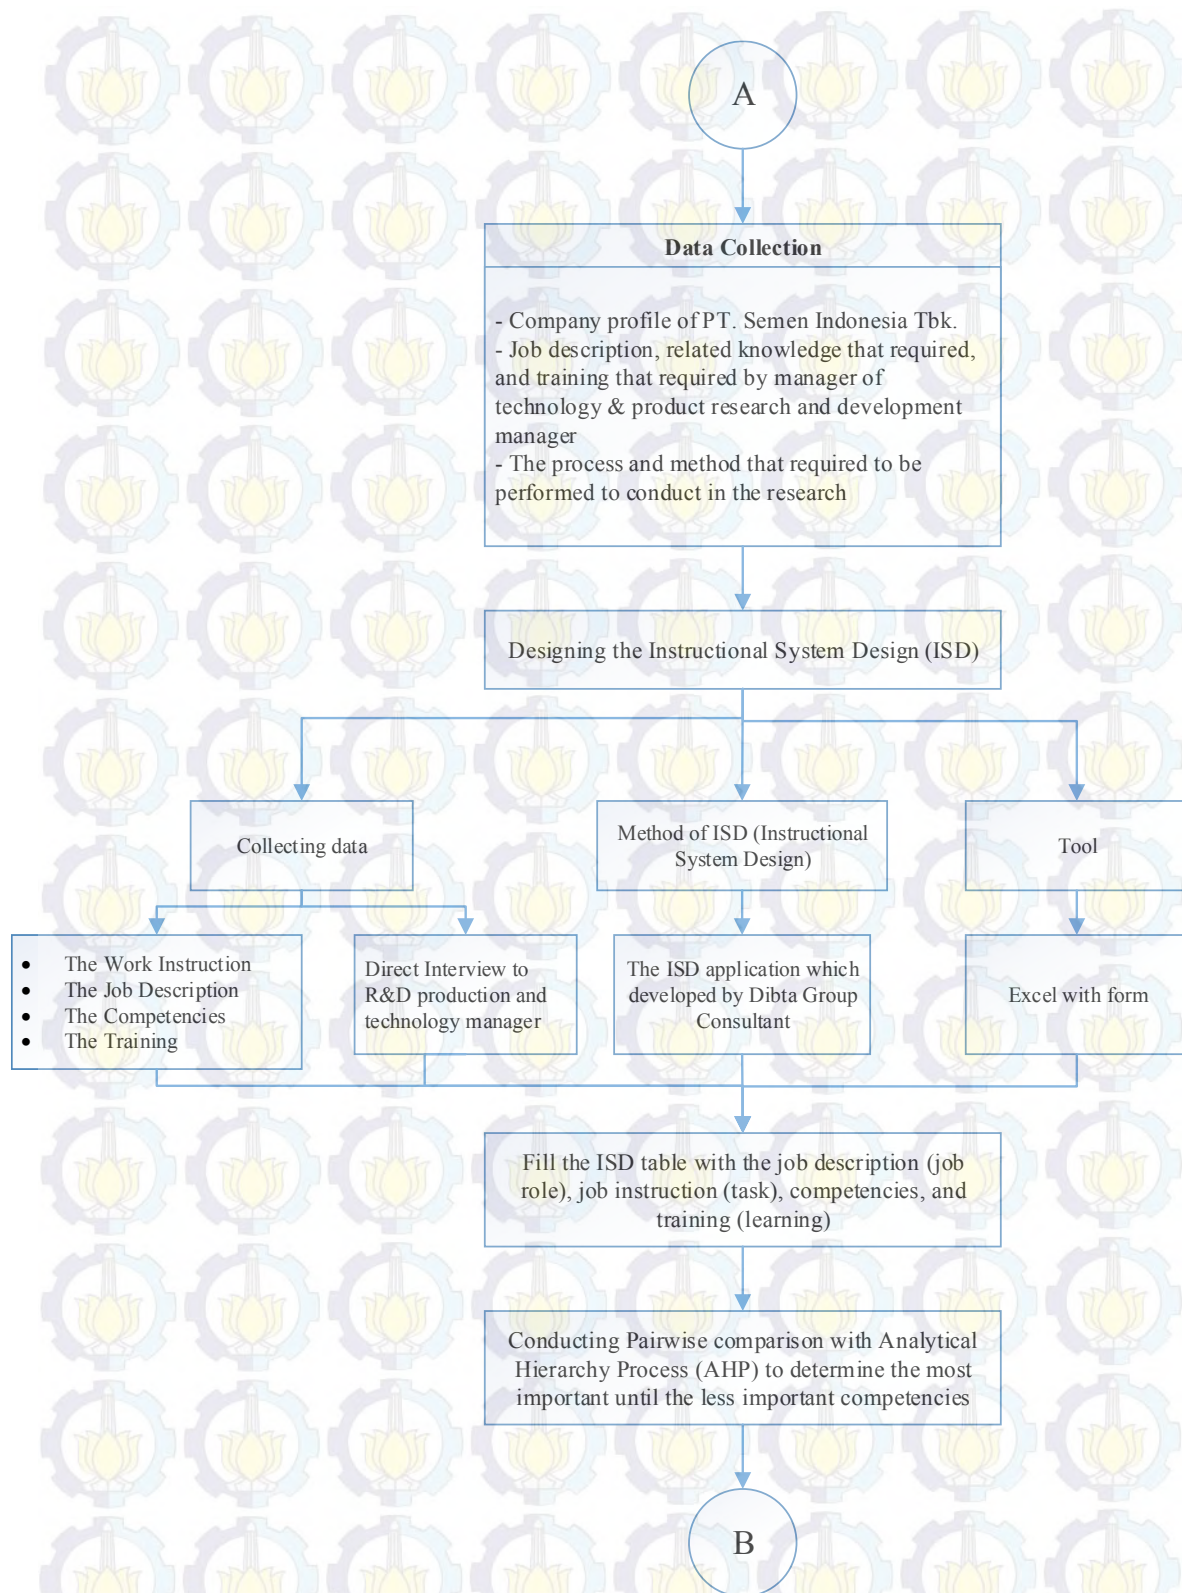 A
Data Collection
- Company profile of PT. Semen Indonesia Tbk.
- Job description, related knowledge that required,
and training that required by manager of
technology & product research and development
manager
- The process and method that required to be
performed to conduct in the research
Designing the Instructional System Design (ISD)
Collecting data
Method of ISD (Instructional
System Design)
Tool
• The Work Instruction
• The Job Description
• The Competencies
• The Training
Direct Interview to
R&D production and
technology manager
The ISD application which
developed by Dibta Group
Consultant
Excel with form
Fill the ISD table with the job description (job
role), job instruction (task), competencies, and
training (learning)
Conducting Pairwise comparison with Analytical
Hierarchy Process (AHP) to determine the most
important until the less important competencies
B